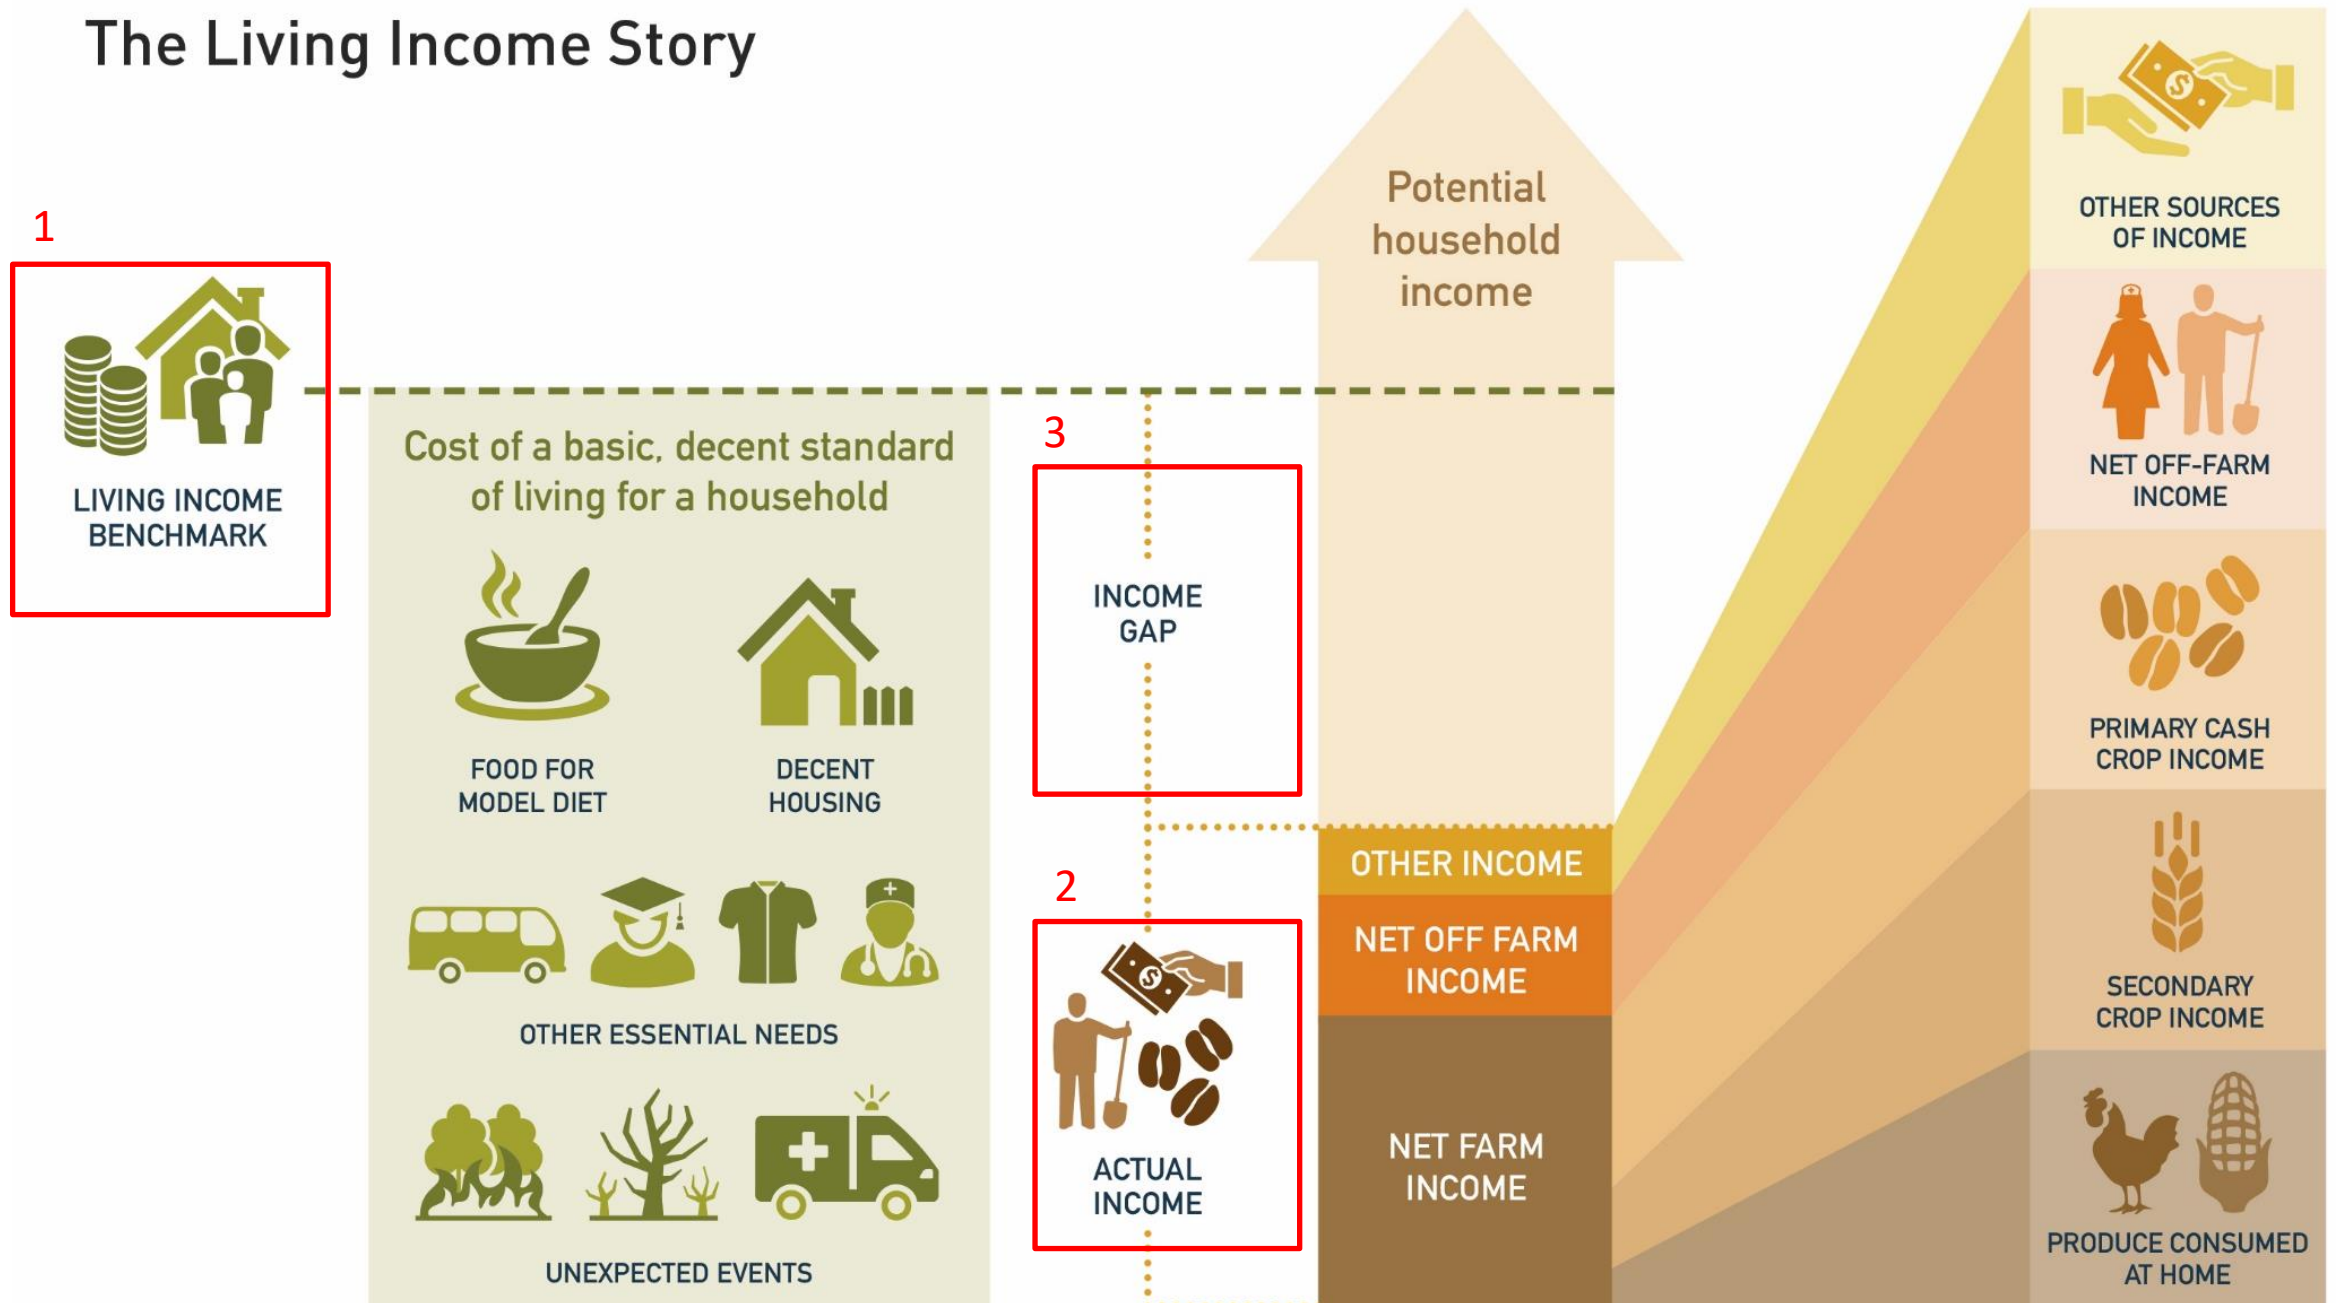 The Living Income Story
1
LIVING INCOME
BENCHMARK
Cost of a basic, decent standard
of living for a household
FOOD FOR
MODEL DIET
DECENT
HOUSING
OTHER ESSENTIAL NEEDS
UNEXPECTED EVENTS
3
INCOME
GAP
2
$
ACTUAL
INCOME
Potential
household
income
OTHER INCOME
NET OFF FARM
INCOME
NET FARM
INCOME
$
OTHER SOURCES
OF INCOME
NET OFF-FARM
INCOME
PRIMARY CASH
CROP INCOME
SECONDARY
CROP INCOME
PRODUCE CONSUMED
AT HOME